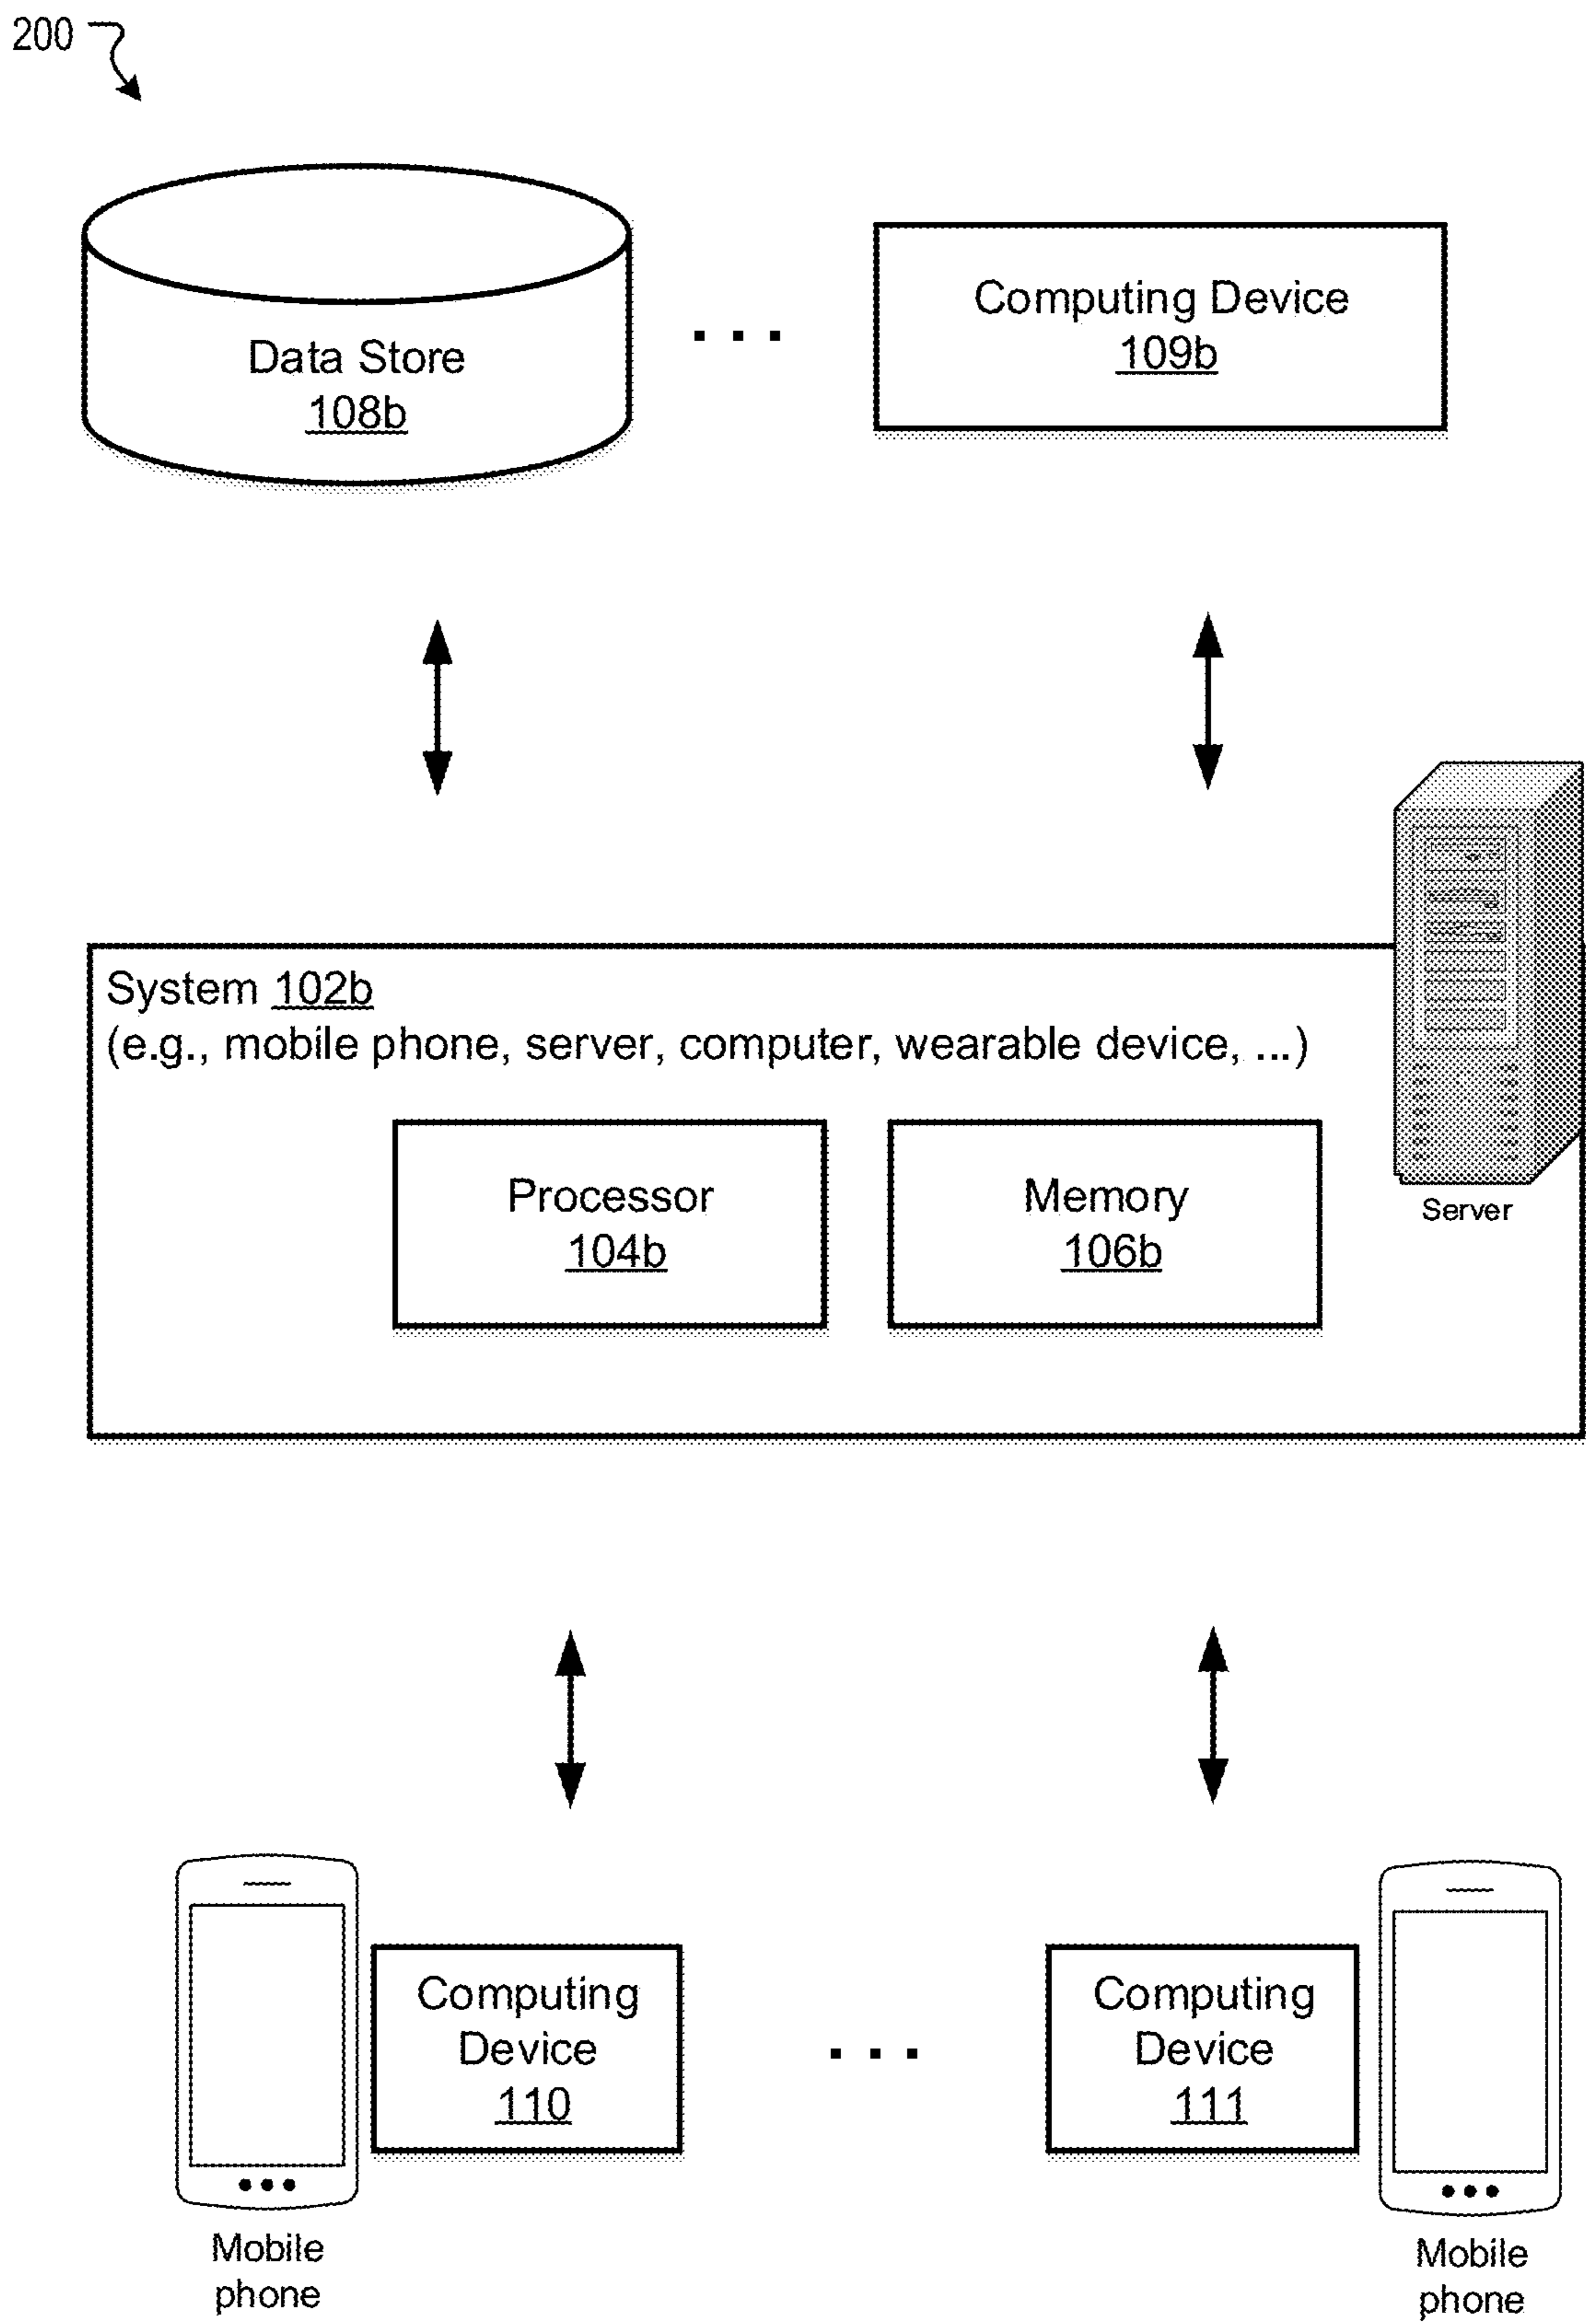 200
Data Store
108b
. . .
Computing Device
109b
System 102b
(e.g., mobile phone, server, computer, wearable device, ...)
Processor
104b
Memory
106b
Server
Computing
Device
110
. . .
Computing
Device
111
Mobile
phone
Mobile
phone